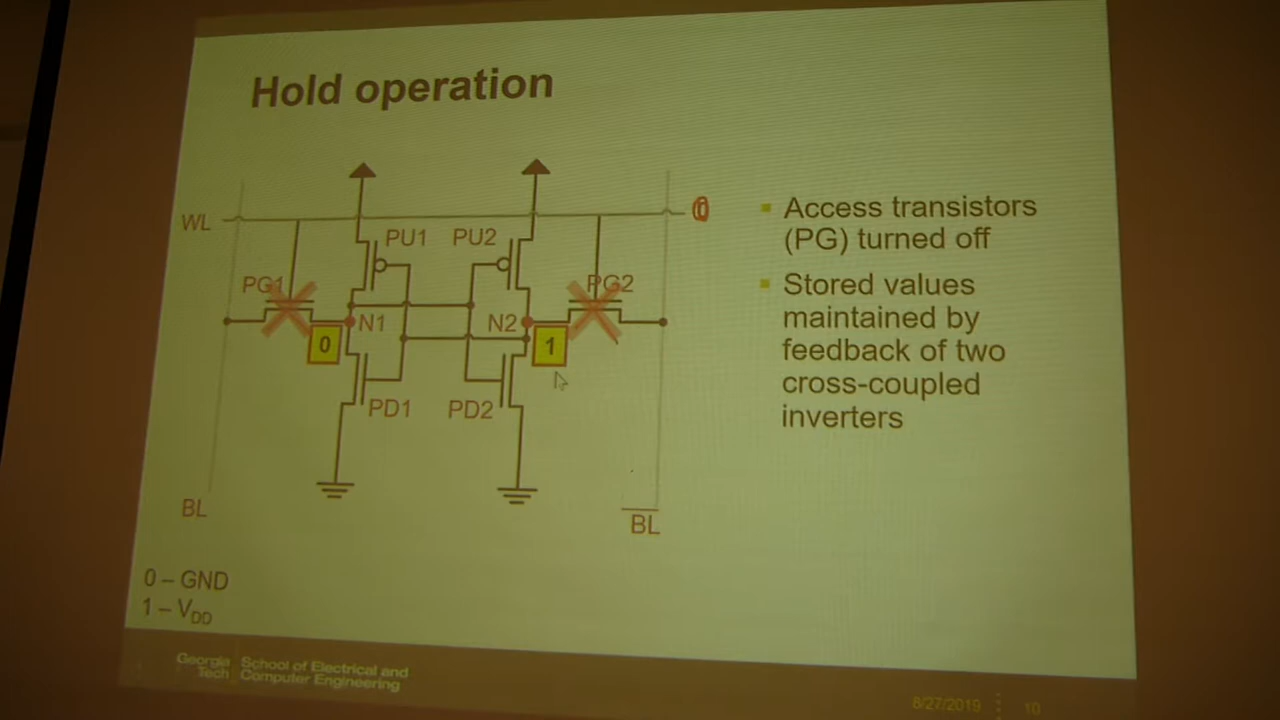 Hold operation
WL
PU1
PU2
Access transistors
(PG) turned off
PG1
PG2
Stored values
maintained by
feedback of two
cross-coupled
inverters
N1
N2
0
1
PD1
PD2
BL
BL
0 – GND
1 – VDD
Georgia Tech
School of Electrical and
Computer Engineering
8/27/2019
10